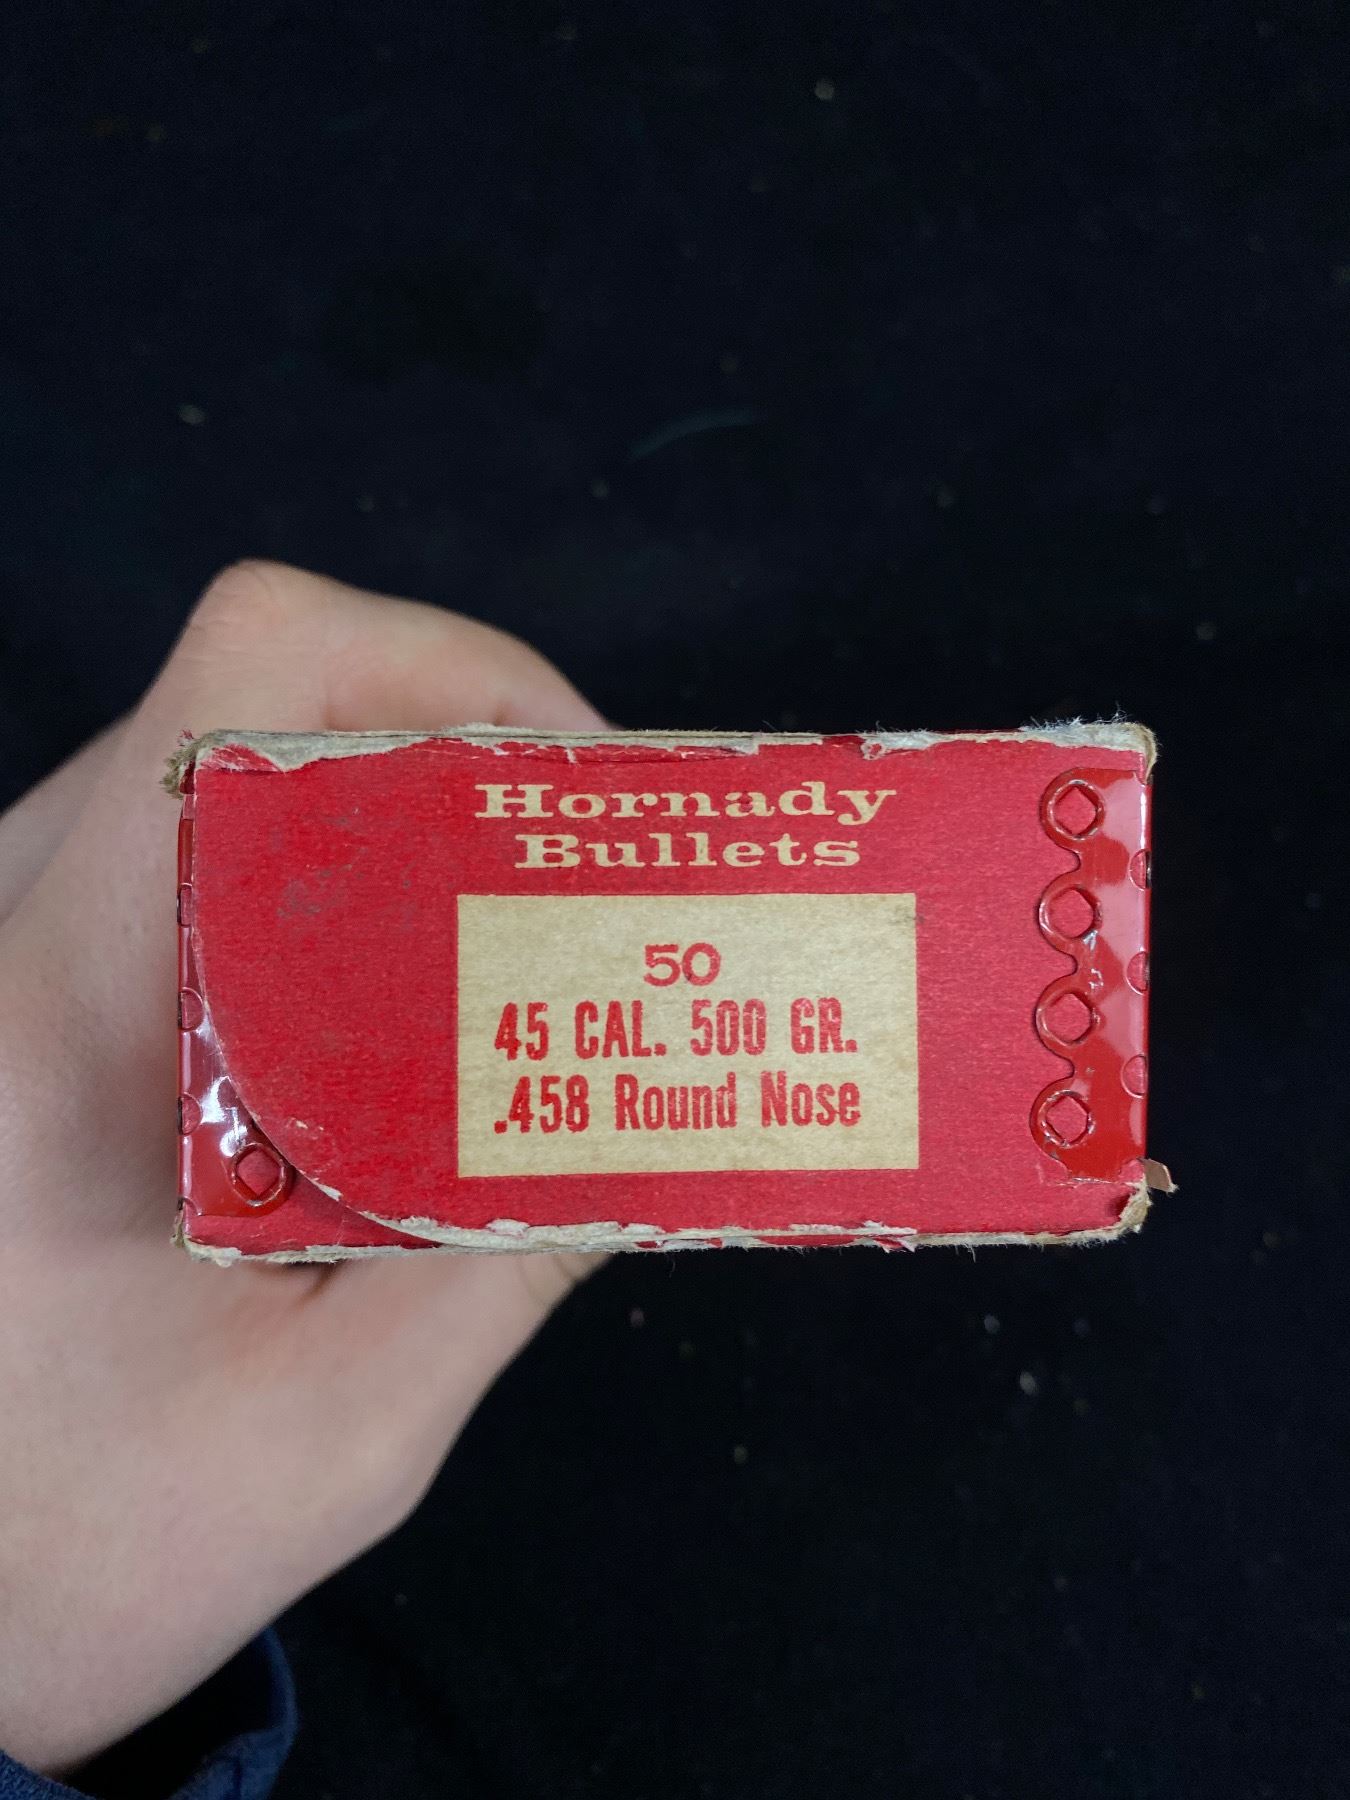 Hornady
Bullets
50
45 CAL. 500 GR.
.458 Round Nose